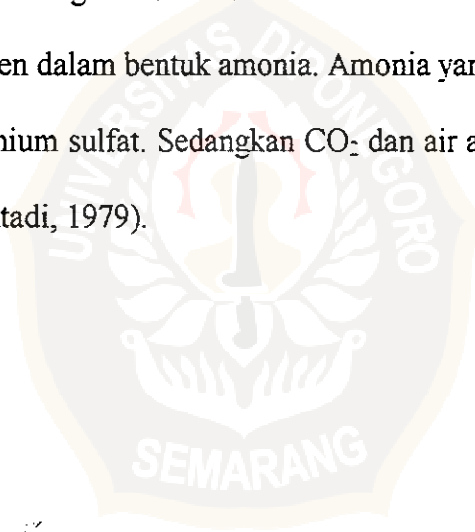 en dalam bentuk amonia. Amonia yan
nium sulfat. Sedangkan CO₂ dan air a
tadi, 1979).
UNIVERSITAS DIPONEGORO
SEMARANG